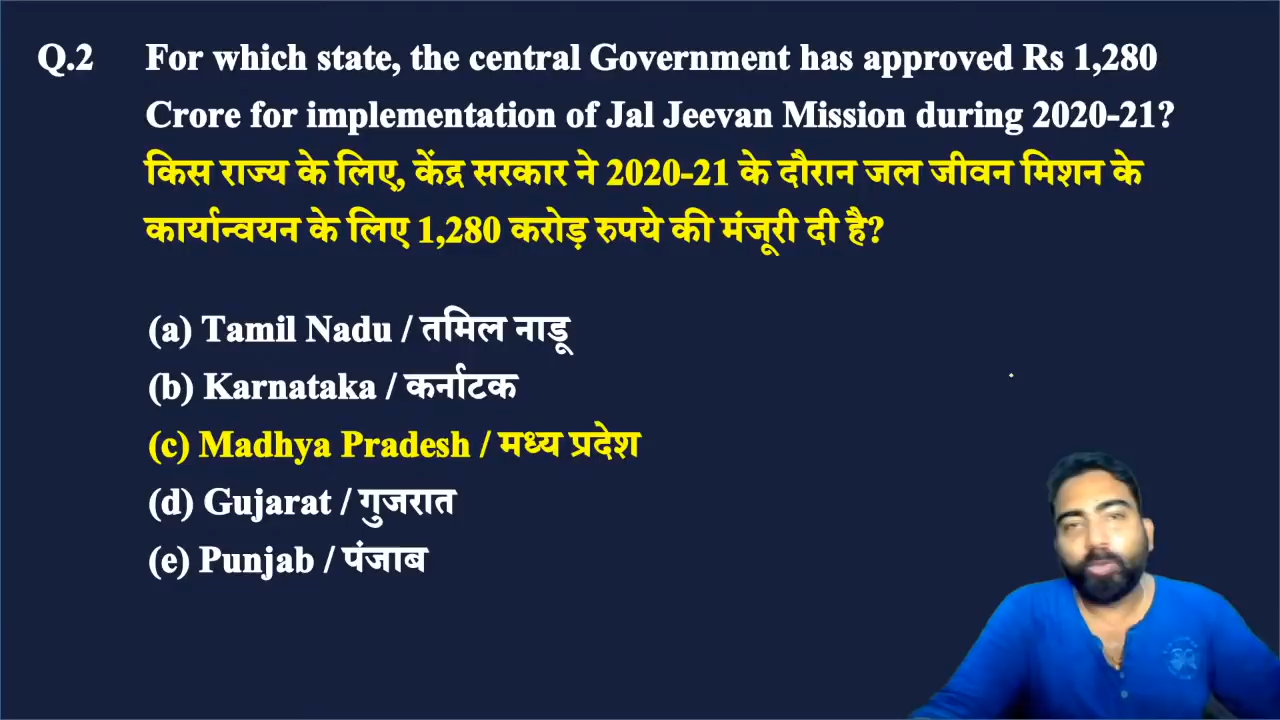 Q.2 For which state, the central Government has approved Rs 1,280
Crore for implementation of Jal Jeevan Mission during 2020-21?
किस राज्य के लिए, केंद्र सरकार ने 2020-21 के दौरान जल जीवन मिशन के
कार्यान्वयन के लिए 1,280 करोड़ रुपये की मंजूरी दी है?
(a) Tamil Nadu / तमिल नाडू
(b) Karnataka / कर्नाटक
(c) Madhya Pradesh / मध्य प्रदेश
(d) Gujarat / गुजरात
(e) Punjab / पंजाब